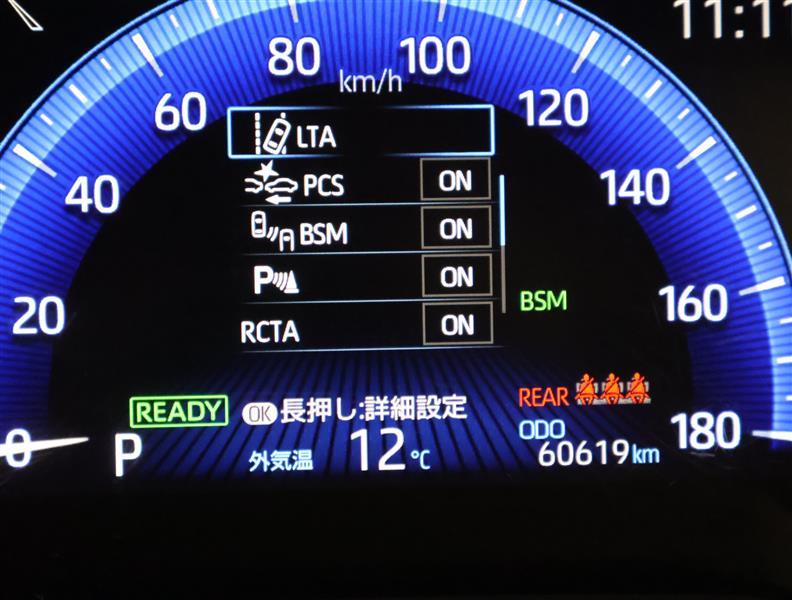 11:11
80 100
km/h
60 120
LTA
40 140
PCS ON
BSM ON
P ON
20 BSM 160
RCTA ON
READY OK 長押し:詳細設定 REAR
0 P ODO 180
外気温 12℃ 60619km